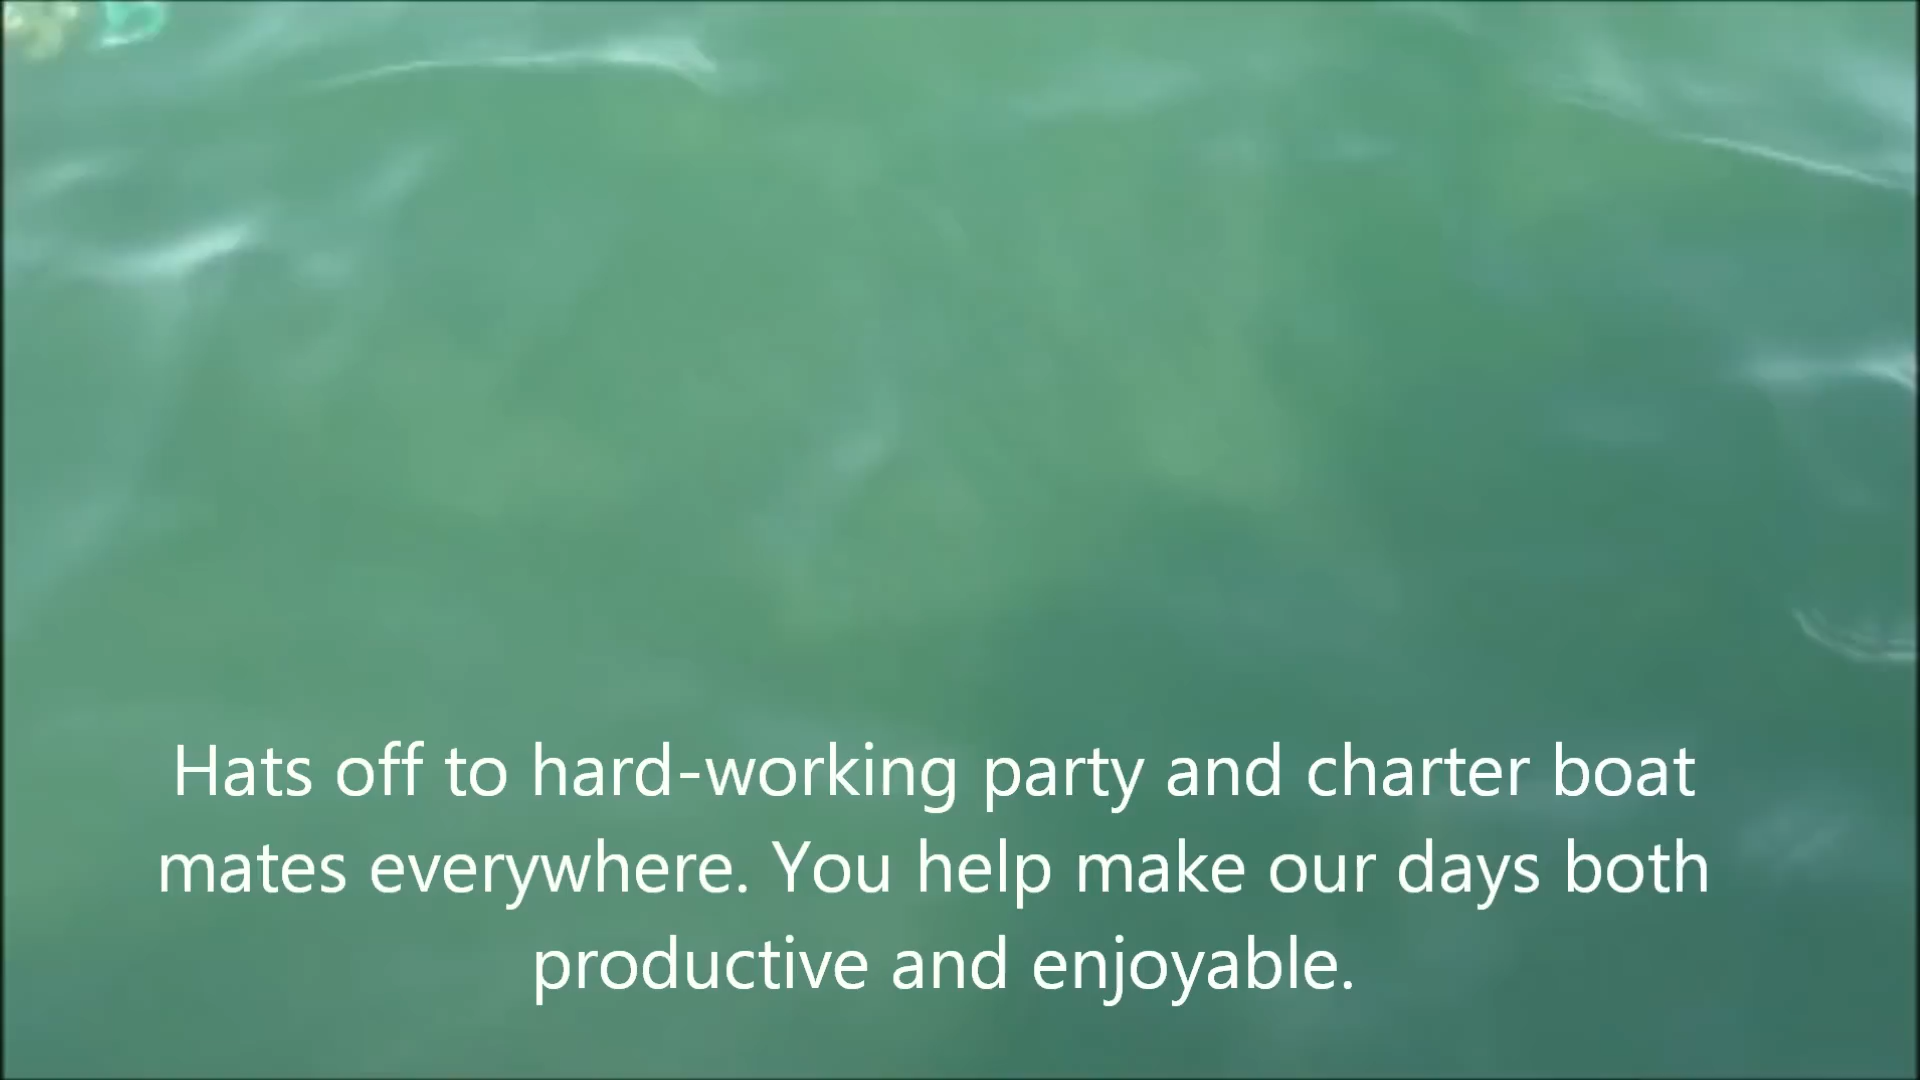 Hats off to hard-working party and charter boat
mates everywhere. You help make our days both
productive and enjoyable.